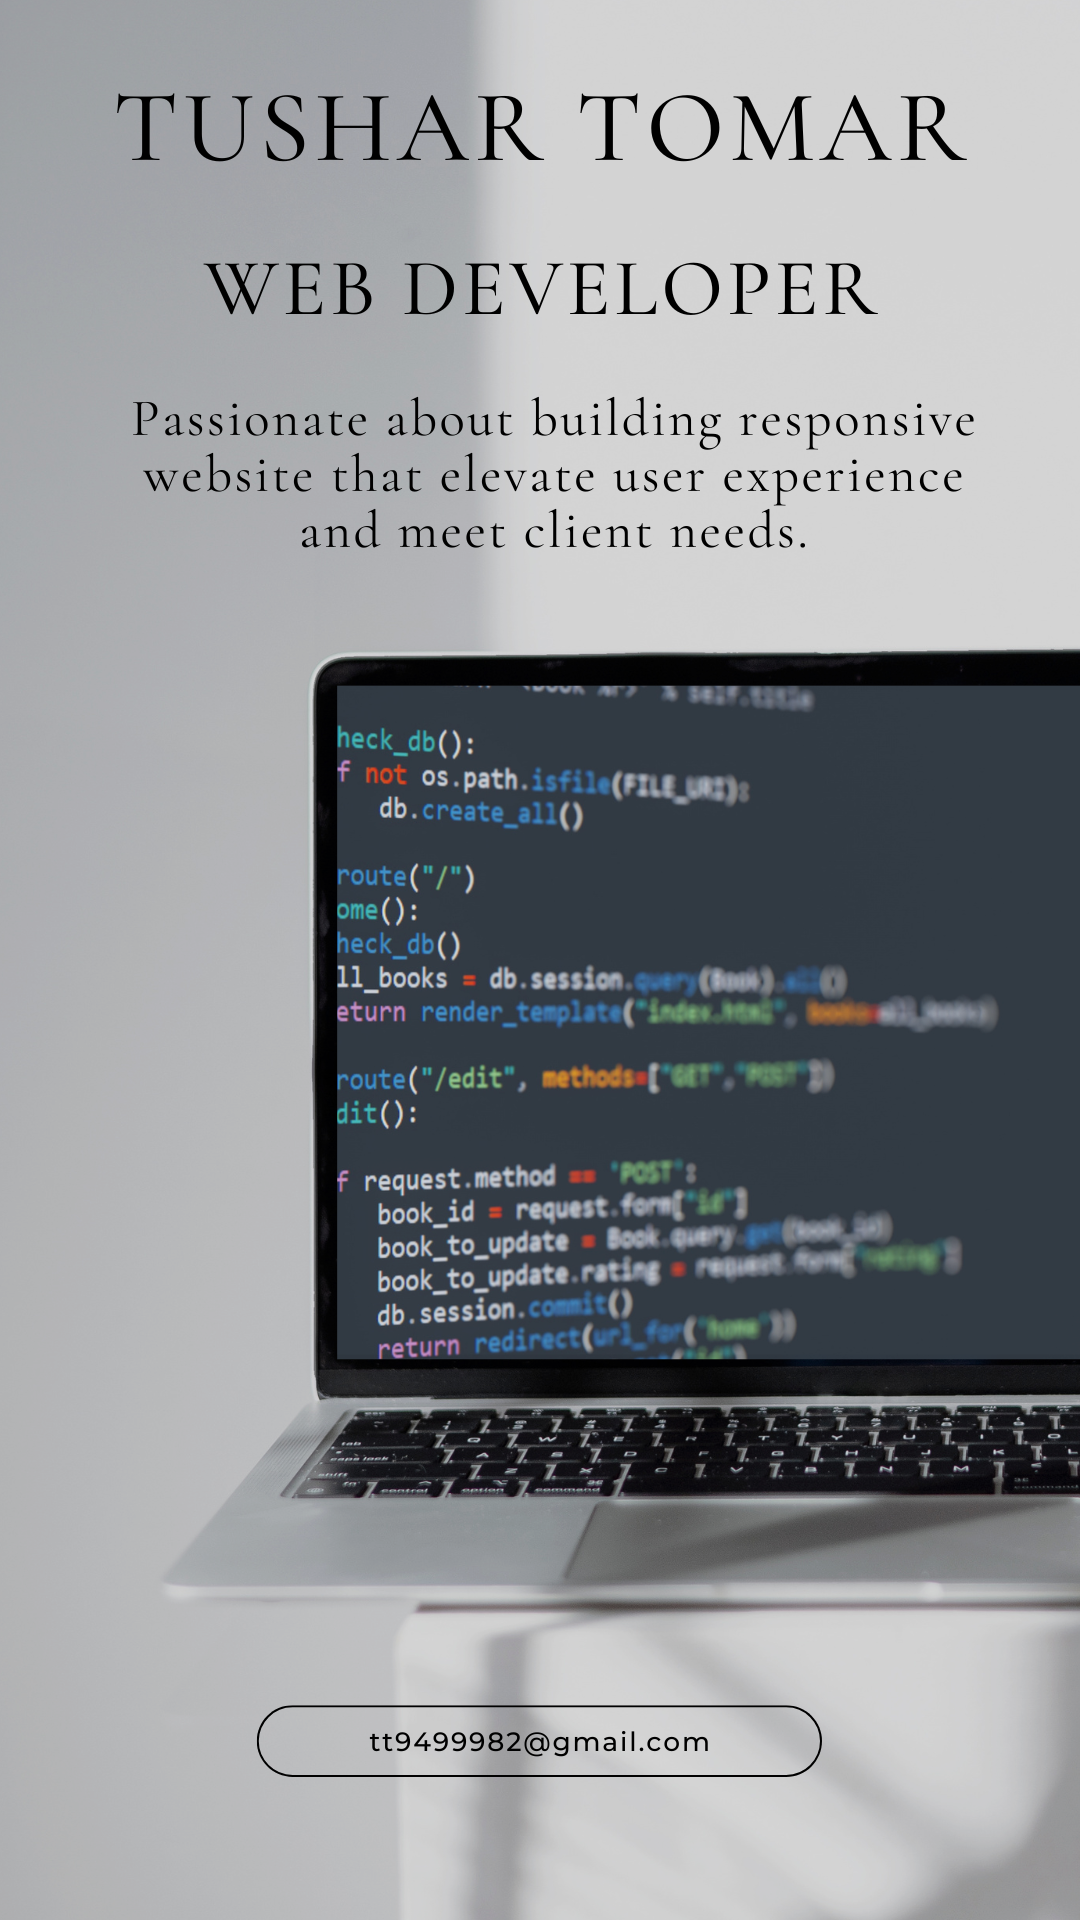 TUSHAR TOMAR
WEB DEVELOPER
Passionate about building responsive
website that elevate user experience
and meet client needs.
% self.title
heck_db():
f not os.path.isfile(FILE_URI):
db.create_all()
route("/")
ome():
heck_db()
ll_books = db.session.query(Book).all()
eturn render_template("index.html", books=all_books)
route("/edit", methods=["GET","POST"])
dit():
f request.method == 'POST':
book_id = request.form["id"]
book_to_update = Book.query.get(book_id)
book_to_update.rating = request.form["rating"]
db.session.commit()
return redirect(url_for('home'))
esc
tab
Q W E R T Y
caps lock A S D F G H J K
shift Z X C V B N M
fn control option command command
tt9499982@gmail.com